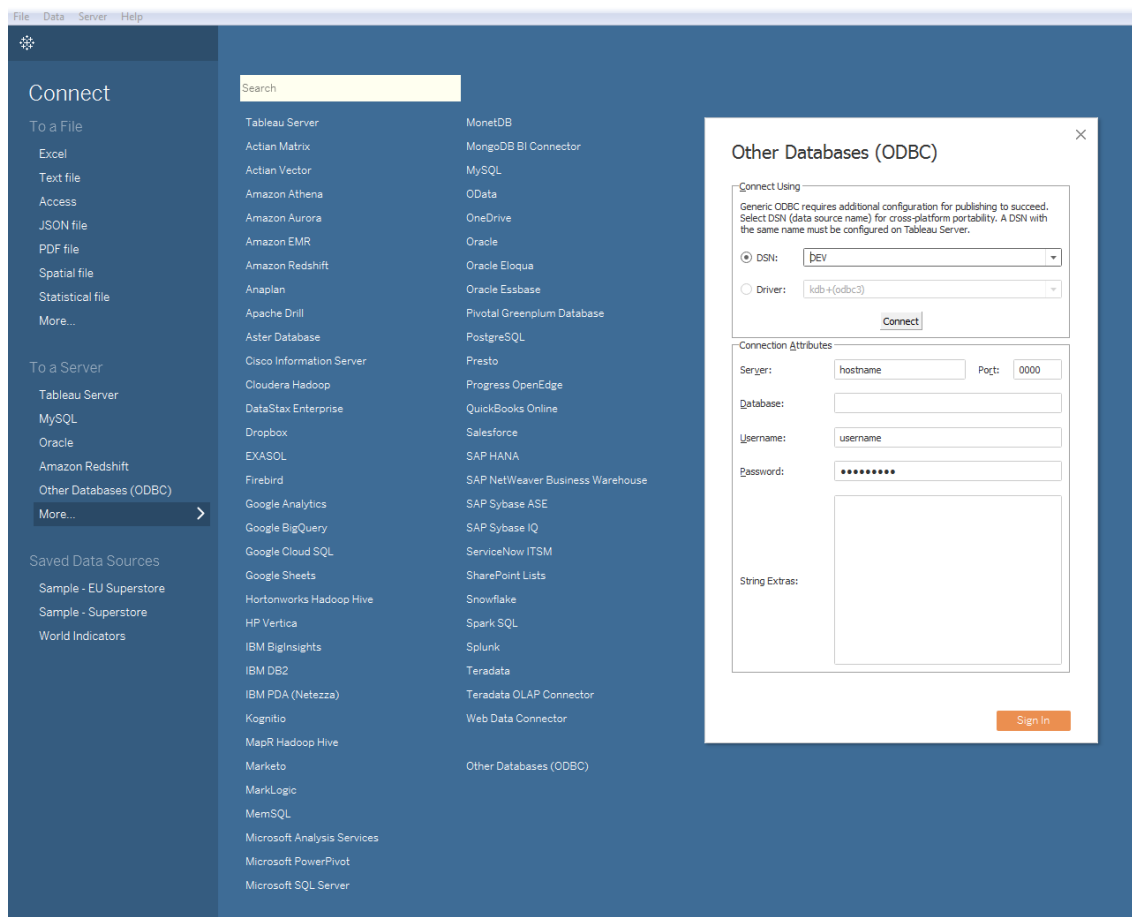 File Data Server Help
Connect
To a File
Excel
Text file
Access
JSON file
PDF file
Spatial file
Statistical file
More...
To a Server
Tableau Server
MySQL
Oracle
Amazon Redshift
Other Databases (ODBC)
More...
Saved Data Sources
Sample - EU Superstore
Sample - Superstore
World Indicators
Search
Tableau Server
Actian Matrix
Actian Vector
Amazon Athena
Amazon Aurora
Amazon EMR
Amazon Redshift
Anaplan
Apache Drill
Aster Database
Cisco Information Server
Cloudera Hadoop
DataStax Enterprise
Dropbox
EXASOL
Firebird
Google Analytics
Google BigQuery
Google Cloud SQL
Google Sheets
Hortonworks Hadoop Hive
HP Vertica
IBM BigInsights
IBM DB2
IBM PDA (Netezza)
Kognitio
MapR Hadoop Hive
Marketo
MarkLogic
MemSQL
Microsoft Analysis Services
Microsoft PowerPivot
Microsoft SQL Server
MonetDB
MongoDB BI Connector
MySQL
OData
OneDrive
Oracle
Oracle Eloqua
Oracle Essbase
Pivotal Greenplum Database
PostgreSQL
Presto
Progress OpenEdge
QuickBooks Online
Salesforce
SAP HANA
SAP NetWeaver Business Warehouse
SAP Sybase ASE
SAP Sybase IQ
ServiceNow ITSM
SharePoint Lists
Snowflake
Spark SQL
Splunk
Teradata
Teradata OLAP Connector
Web Data Connector
Other Databases (ODBC)
Other Databases (ODBC)
Connect Using
Generic ODBC requires additional configuration for publishing to succeed.
Select DSN (data source name) for cross-platform portability. A DSN with
the same name must be configured on Tableau Server.
DSN: DEV
Driver: kdb+(odbc3)
Connect
Connection Attributes
Server: hostname Port: 0000
Database:
Username: username
Password: •••••••••
String Extras:
Sign In